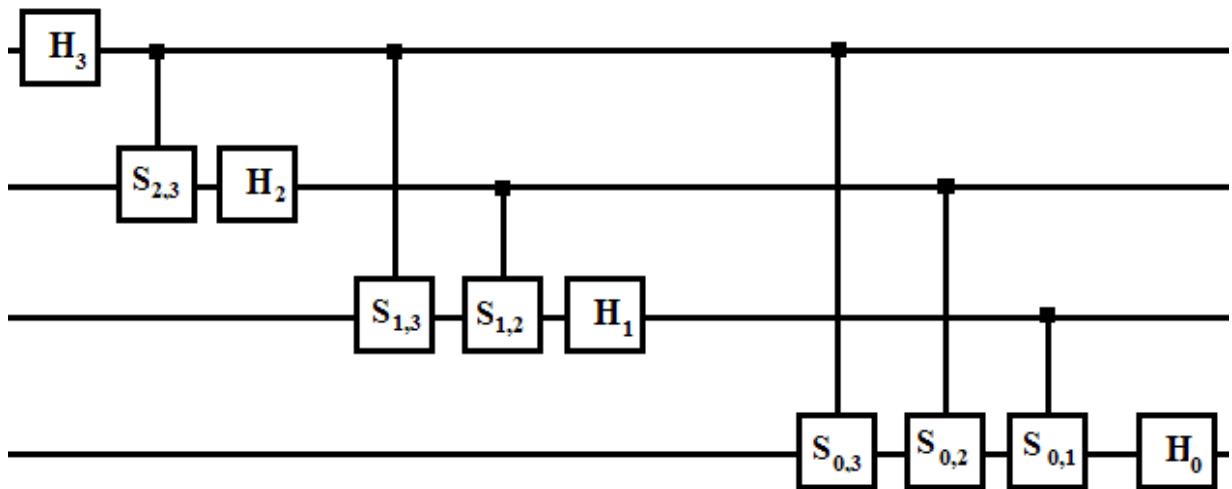 H₃
S₂,₃ H₂
S₁,₃ S₁,₂ H₁
S₀,₃ S₀,₂ S₀,₁ H₀